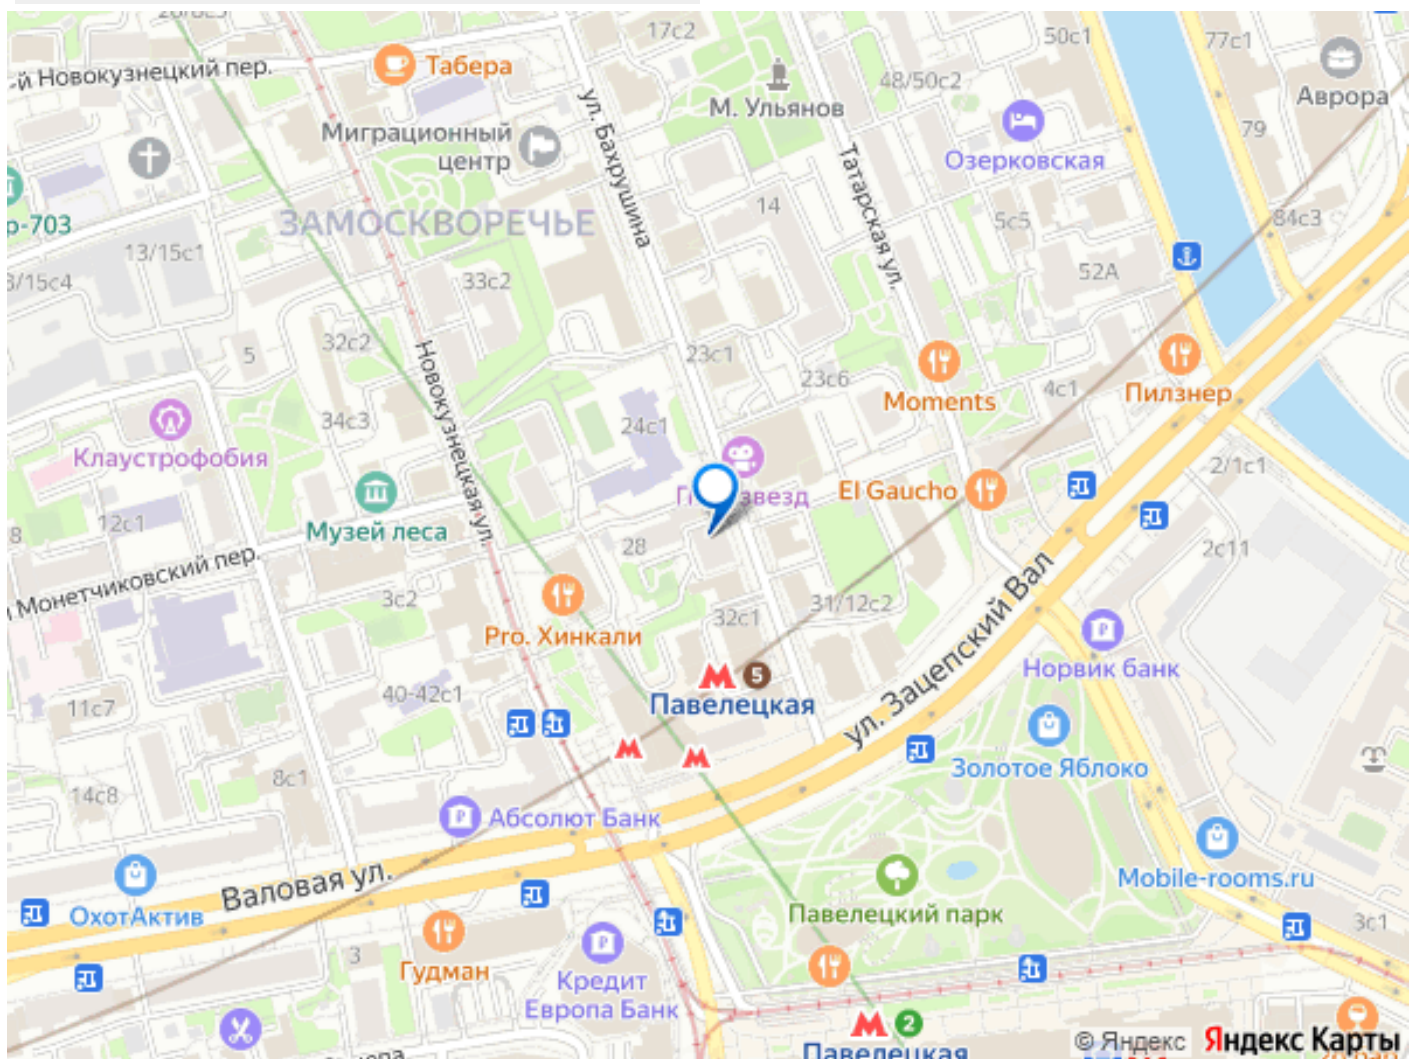 17с2
50с1
77с1
-й Новокузнецкий пер.
Табера
48/50с2
Аврора
М. Ульянов
ул. Бахрушина
79
Миграционный
центр
Озерковская
Татарская ул.
р-703
ЗАМОСКВОРЕЧЬЕ
14
5с5
84с3
13/15с1
52А
3/15с4
33с2
32с2
5
23с1
23с6
4с1
Пилзнер
Moments
Новокузнецкая ул.
34с3
24с1
Клаустрофобия
2/1с1
El Gaucho
звезд
12с1
Музей леса
8
28
2с11
Монетчиковский пер.
3с2
31/12с2
32с1
Pro. Хинкали
ул. Зацепский Вал
Норвик банк
5
Павелецкая
40-42с1
11с7
Золотое Яблоко
8с1
14с8
Абсолют Банк
Валовая ул.
Mobile-rooms.ru
ОхотАктив
Павелецкий парк
3с1
3
Гудман
Кредит
Европа Банк
2
Павелецкая
© Яндекс Яндекс Карты